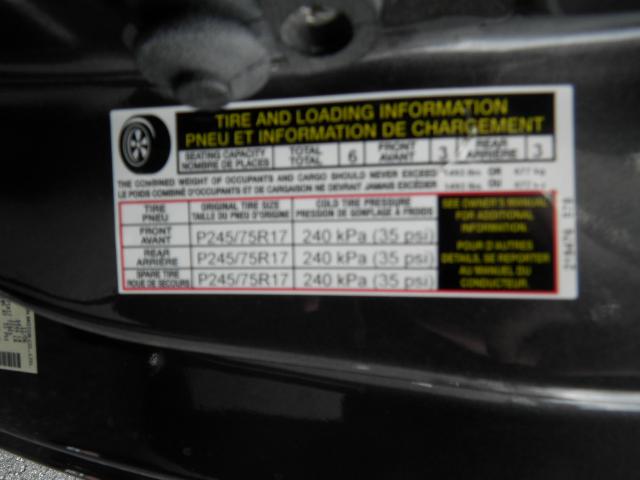 TIRE AND LOADING INFORMATION
PNEU ET INFORMATION DE CHARGEMENT
SEATING CAPACITY TOTAL 6 FRONT 3 REAR 3
NOMBRE DE PLACES TOTAL AVANT ARRIÈRE
THE COMBINED WEIGHT OF OCCUPANTS AND CARGO SHOULD NEVER EXCEED OR
LE POIDS COMBINÉ D'OCCUPANTS ET DE CARGAISON NE DEVRAIT JAMAIS EXCÉDER OU
TIRE ORIGINAL TIRE SIZE COLD TIRE PRESSURE
PNEU TAILLE DU PNEU D'ORIGINE PRESSION DE GONFLAGE À FROIDS
FRONT
AVANT P245/75R17 240 kPa (35 psi)
REAR
ARRIÈRE P245/75R17 240 kPa (35 psi)
SPARE TIRE
ROUE DE SECOURS P245/75R17 240 kPa (35 psi)
SEE OWNER'S MANUAL
FOR ADDITIONAL
INFORMATION
POUR D'AUTRES
DÉTAILS, SE REPORTER
AU MANUEL DU
CONDUCTEUR